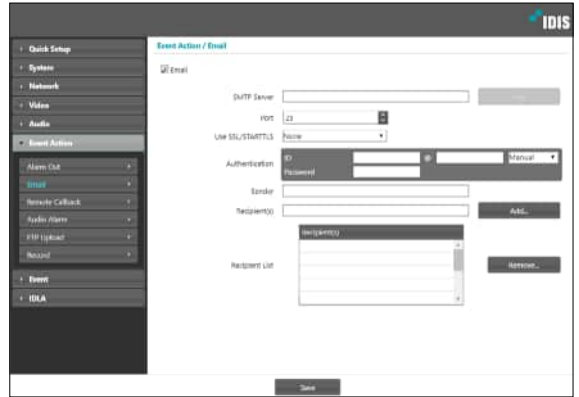 IDIS
Quick Setup
System
Network
Video
Audio
Event Action
Alarm Out
Email
Remote Callback
Audio Alarm
FTP Upload
Record
Event
IDLA
Event Action / Email
Email
SMTP Server
Port
Use SSL/STARTTLS None
Authentication ID @ Manual
Password
Sender
Recipient(s) Add...
Recipient(s)
Recipient List Remove...
Save